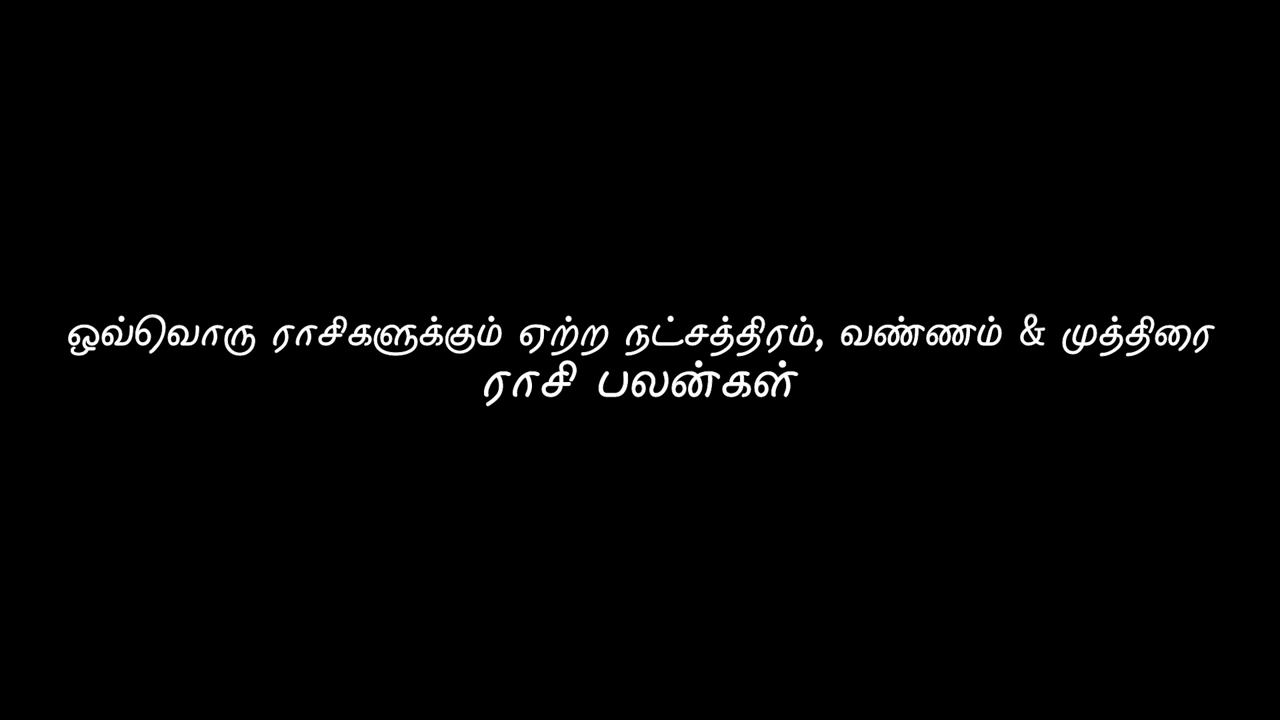 ஒவ்வொரு ராசிகளுக்கும் ஏற்ற நட்சத்திரம், வண்ணம் & முத்திரை
ராசி பலன்கள்